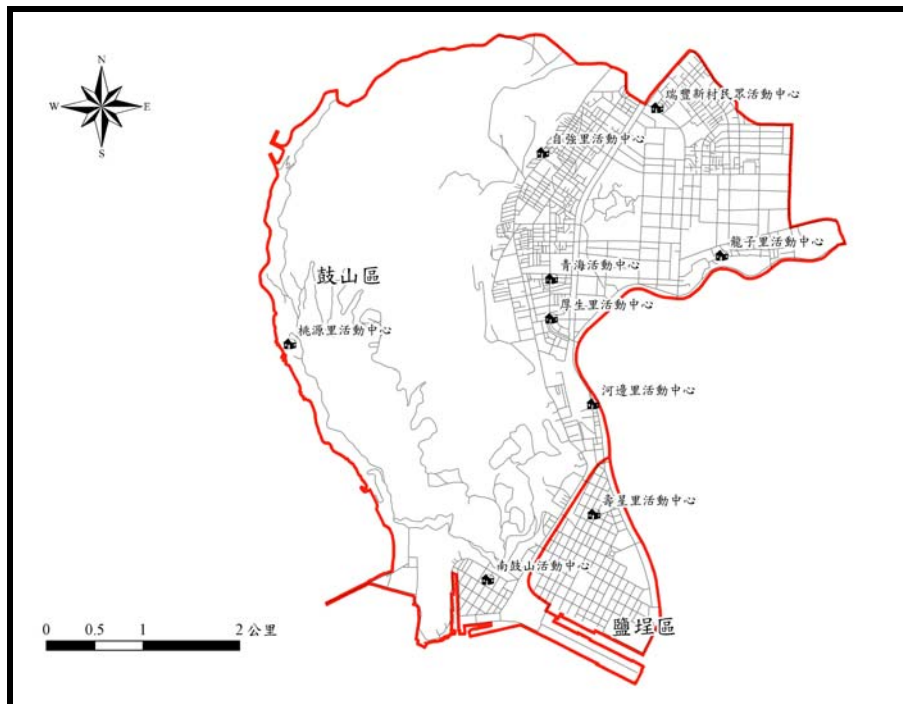 N
W
E
S
瑞豐新村民眾活動中心
自強里活動中心
龍子里活動中心
青海活動中心
鼓山區
厚生里活動中心
桃源里活動中心
河邊里活動中心
壽星里活動中心
南鼓山活動中心
鹽埕區
0 0.5 1 2 公里